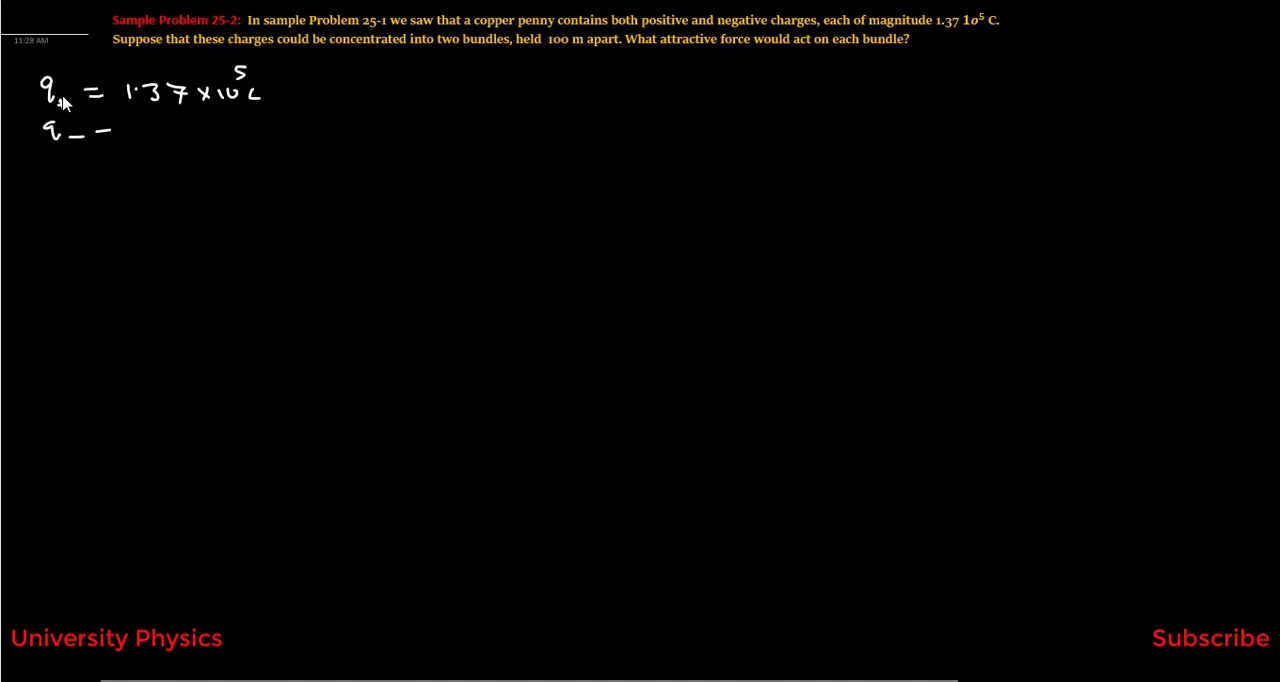 Sample Problem 25-2: In sample Problem 25-1 we saw that a copper penny contains both positive and negative charges, each of magnitude 1.37 10⁵ C.
11:28 AM
Suppose that these charges could be concentrated into two bundles, held 100 m apart. What attractive force would act on each bundle?
q₊ = 1.37 × 10⁵ C
q₋ –
University Physics
Subscribe